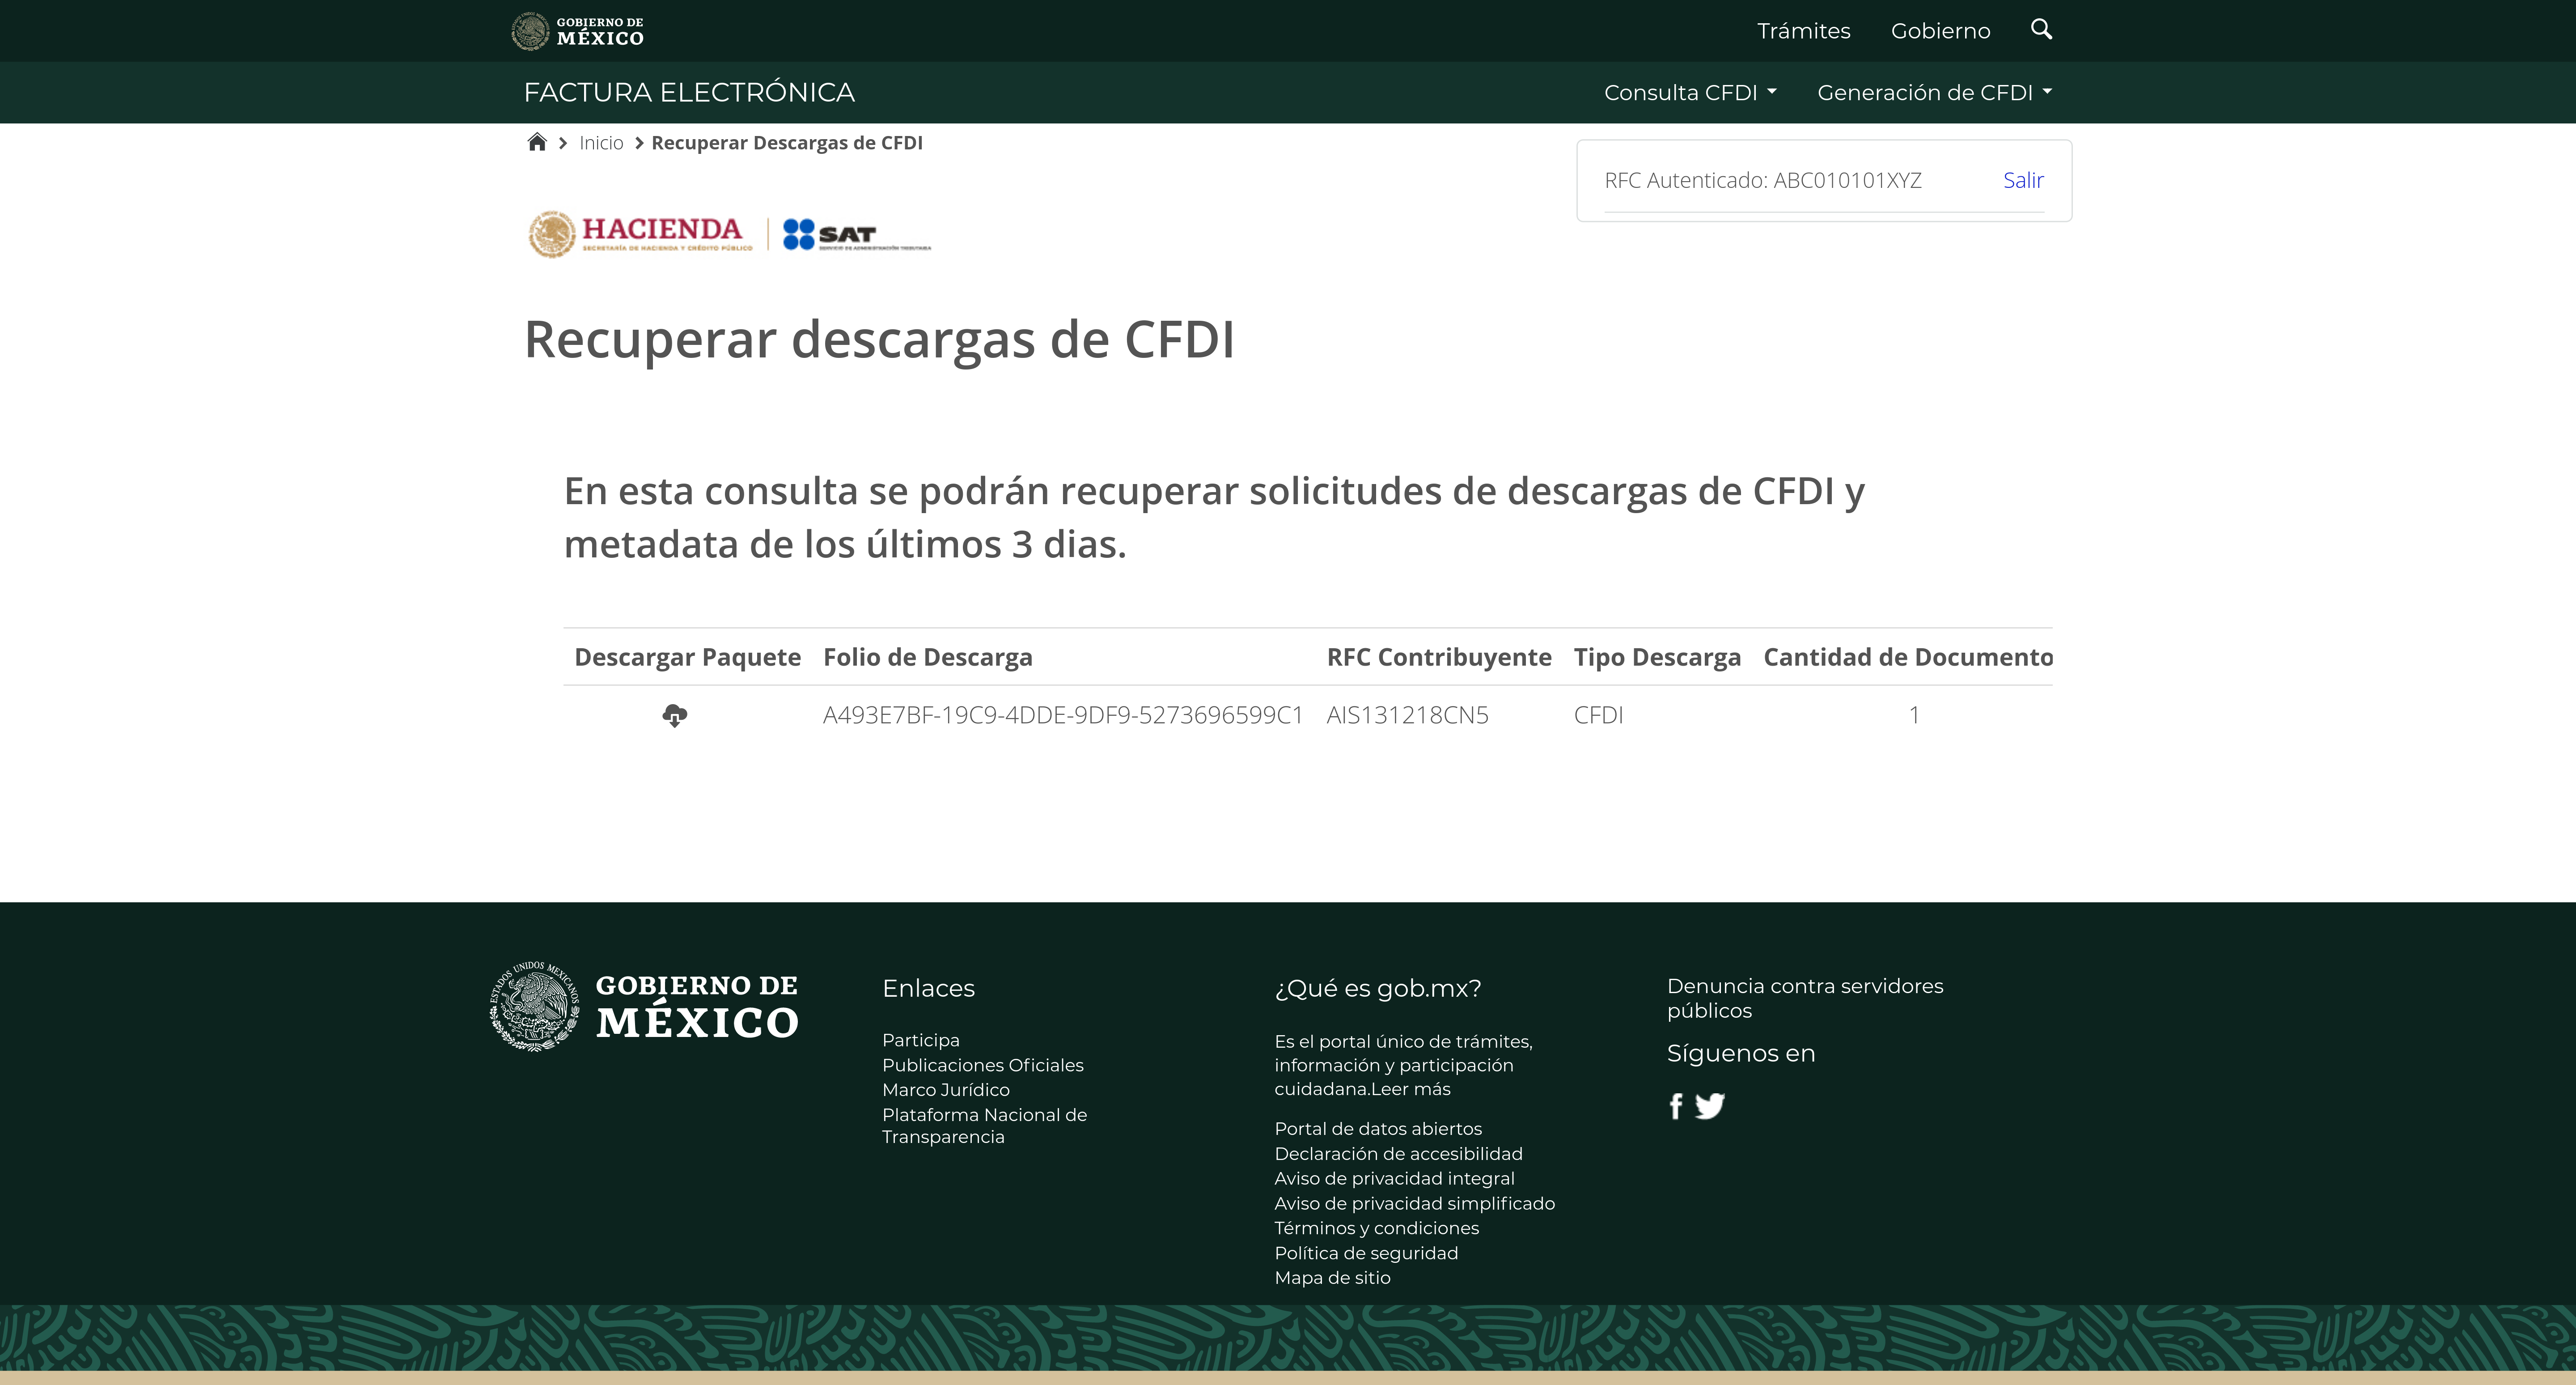 GOBIERNO DE
MÉXICO
Trámites Gobierno
FACTURA ELECTRÓNICA
Consulta CFDI Generación de CFDI
Inicio Recuperar Descargas de CFDI
RFC Autenticado: ABC010101XYZ Salir
HACIENDA
SECRETARÍA DE HACIENDA Y CRÉDITO PÚBLICO
SAT
SERVICIO DE ADMINISTRACIÓN TRIBUTARIA
Recuperar descargas de CFDI
En esta consulta se podrán recuperar solicitudes de descargas de CFDI y
metadata de los últimos 3 dias.
Descargar Paquete Folio de Descarga RFC Contribuyente Tipo Descarga Cantidad de Documento
A493E7BF-19C9-4DDE-9DF9-5273696599C1 AIS131218CN5 CFDI 1
ESTADOS UNIDOS MEXICANOS
GOBIERNO DE
MÉXICO
Enlaces
Participa
Publicaciones Oficiales
Marco Jurídico
Plataforma Nacional de
Transparencia
¿Qué es gob.mx?
Es el portal único de trámites,
información y participación
cuidadana.Leer más
Portal de datos abiertos
Declaración de accesibilidad
Aviso de privacidad integral
Aviso de privacidad simplificado
Términos y condiciones
Política de seguridad
Mapa de sitio
Denuncia contra servidores
públicos
Síguenos en